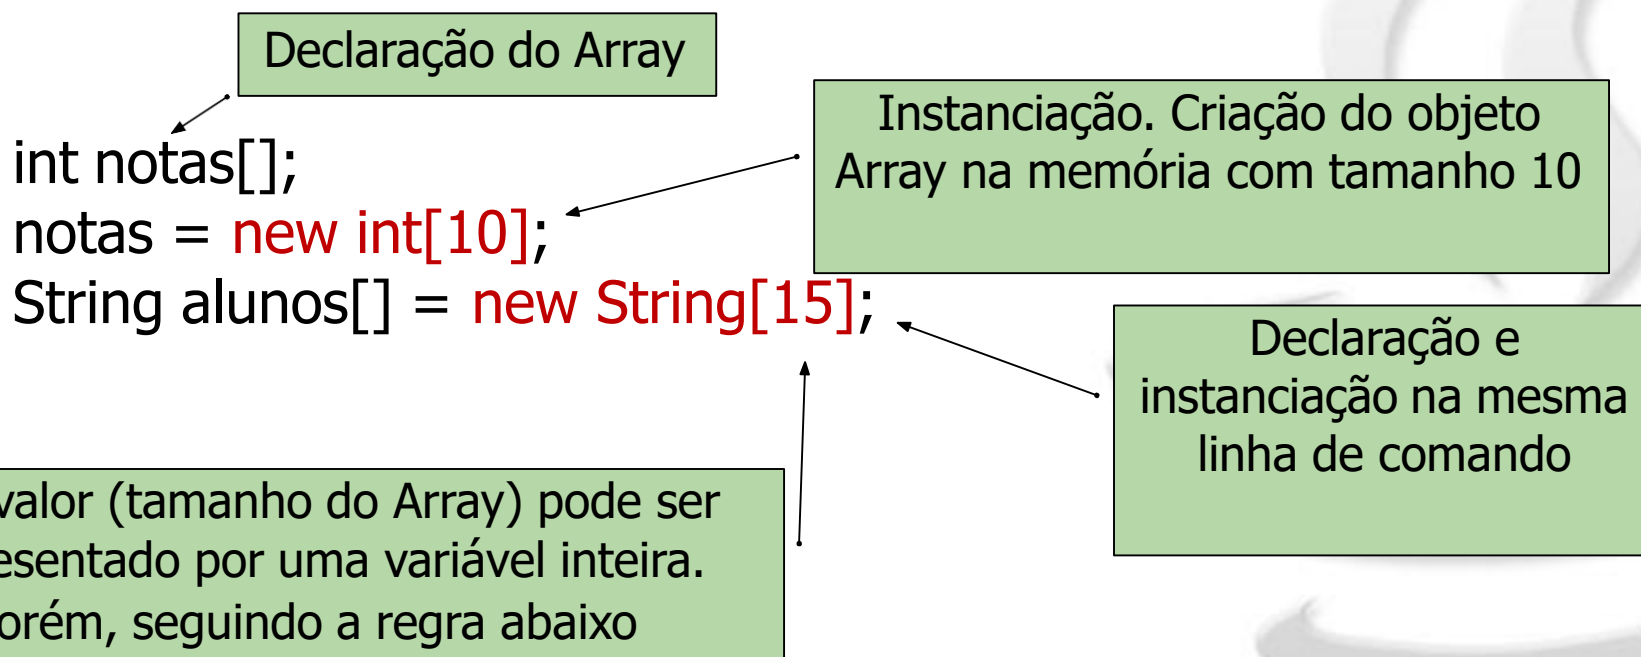 Declaração do Array
Instanciação. Criação do objeto
Array na memória com tamanho 10
int notas[];
notas = new int[10];
String alunos[] = new String[15];
Declaração e
instanciação na mesma
linha de comando
valor (tamanho do Array) pode ser
esentado por uma variável inteira.
orém, seguindo a regra abaixo